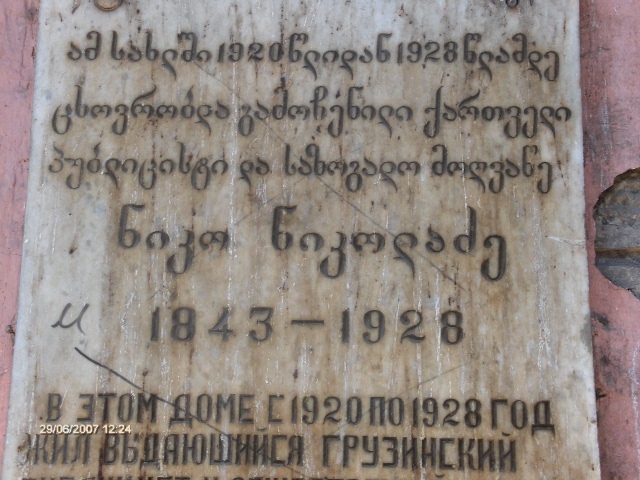 ამ სახლში 1920 წლიდან 1928 წლამდე
ცხოვრობდა გამოჩენილი ქართველი
პუბლიცისტი და საზოგადო მოღვაწე
ნიკო ნიკოლაძე
1843 – 1928
В ЭТОМ ДОМЕ С 1920 ПО 1928 ГОД
29/06/2007 12:24
ЖИЛ ВЫДАЮЩИЙСЯ ГРУЗИНСКИЙ